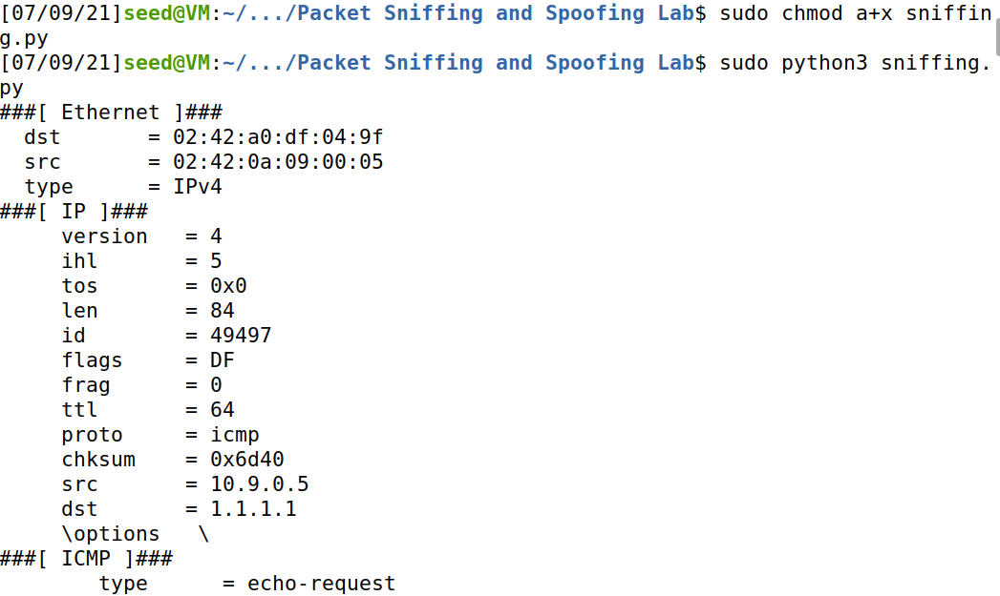 [07/09/21]seed@VM:~/.../Packet Sniffing and Spoofing Lab$ sudo chmod a+x sniffin
g.py
[07/09/21]seed@VM:~/.../Packet Sniffing and Spoofing Lab$ sudo python3 sniffing.
py
###[ Ethernet ]###
  dst       = 02:42:a0:df:04:9f
  src       = 02:42:0a:09:00:05
  type      = IPv4
###[ IP ]###
     version   = 4
     ihl       = 5
     tos       = 0x0
     len       = 84
     id        = 49497
     flags     = DF
     frag      = 0
     ttl       = 64
     proto     = icmp
     chksum    = 0x6d40
     src       = 10.9.0.5
     dst       = 1.1.1.1
     \options   \
###[ ICMP ]###
        type      = echo-request